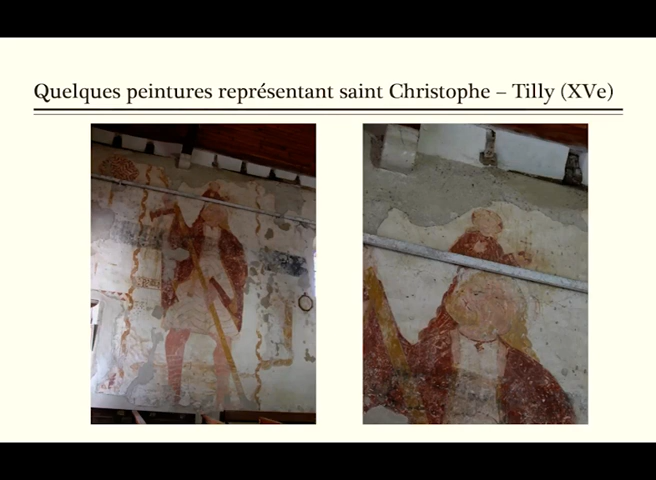 Quelques peintures représentant saint Christophe – Tilly (XVe)